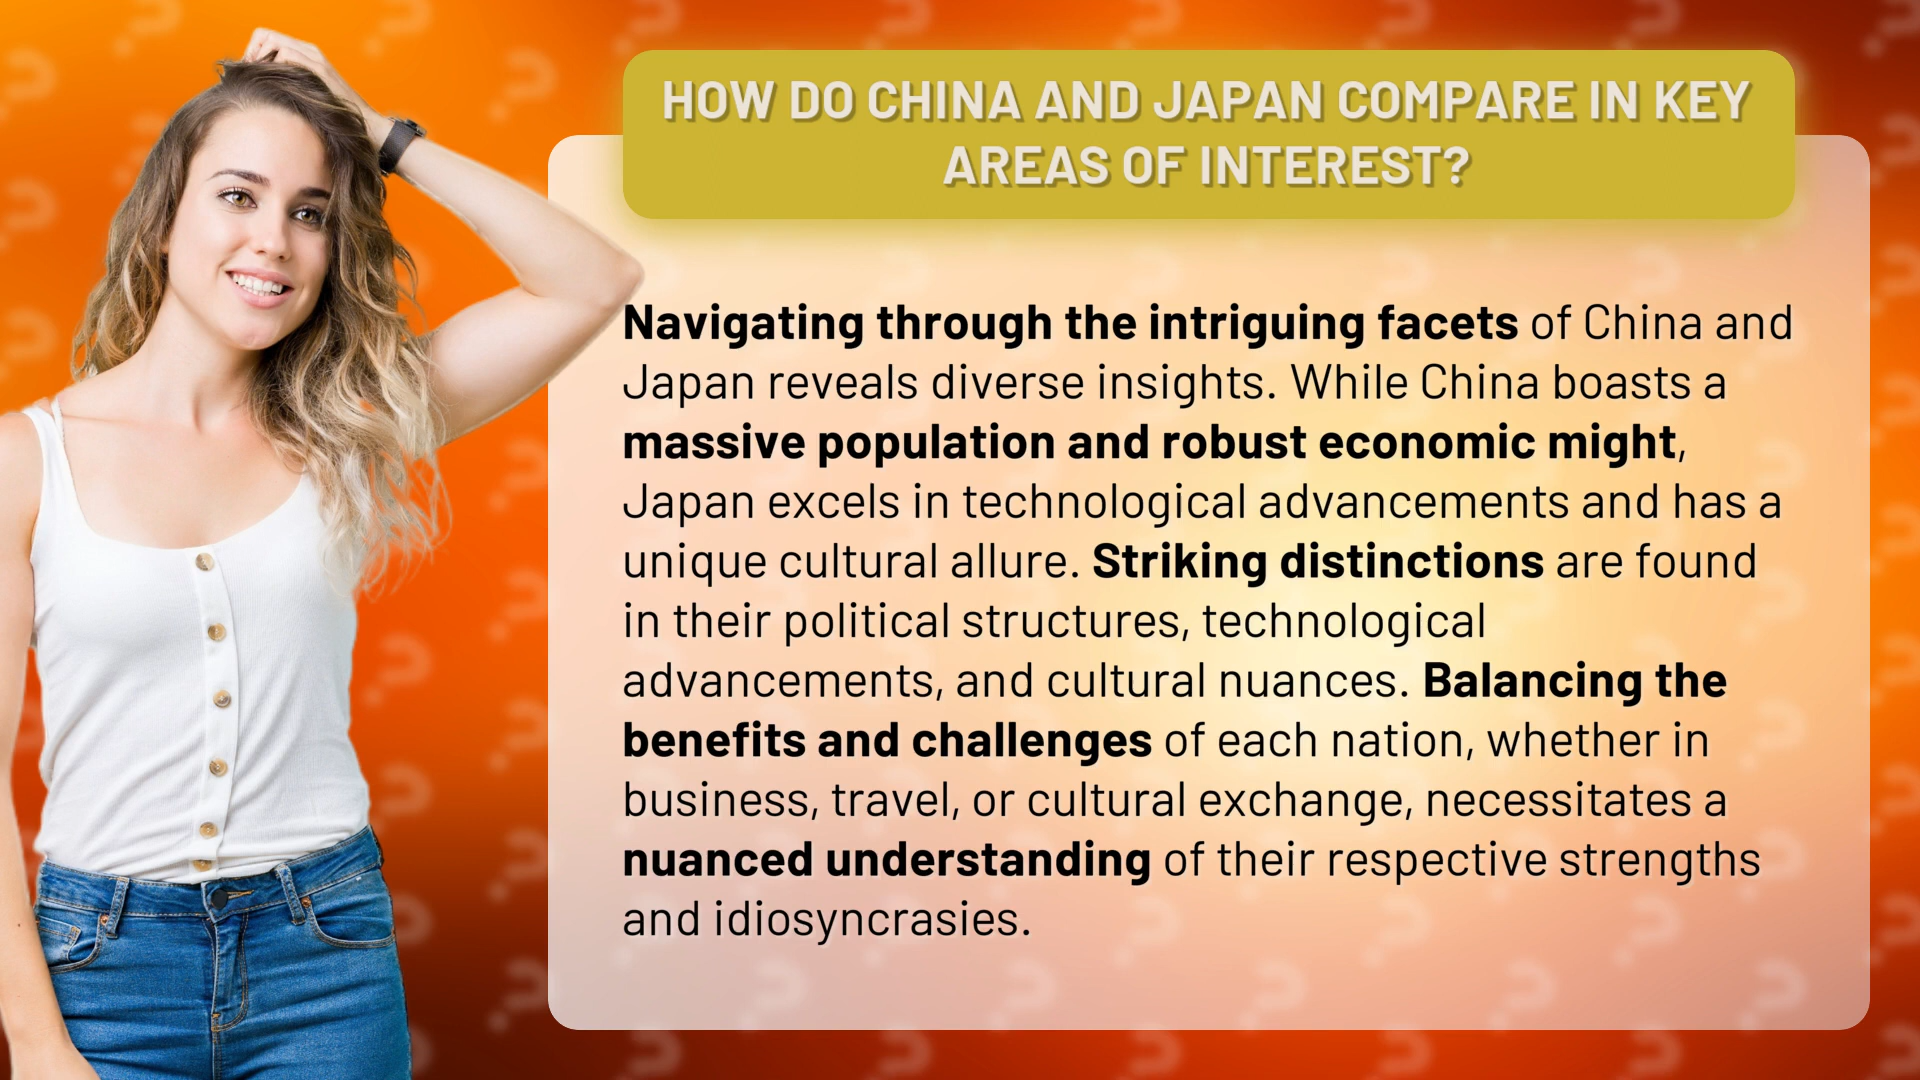 HOW DO CHINA AND JAPAN COMPARE IN KEY
AREAS OF INTEREST?
Navigating through the intriguing facets of China and
Japan reveals diverse insights. While China boasts a
massive population and robust economic might,
Japan excels in technological advancements and has a
unique cultural allure. Striking distinctions are found
in their political structures, technological
advancements, and cultural nuances. Balancing the
benefits and challenges of each nation, whether in
business, travel, or cultural exchange, necessitates a
nuanced understanding of their respective strengths
and idiosyncrasies.